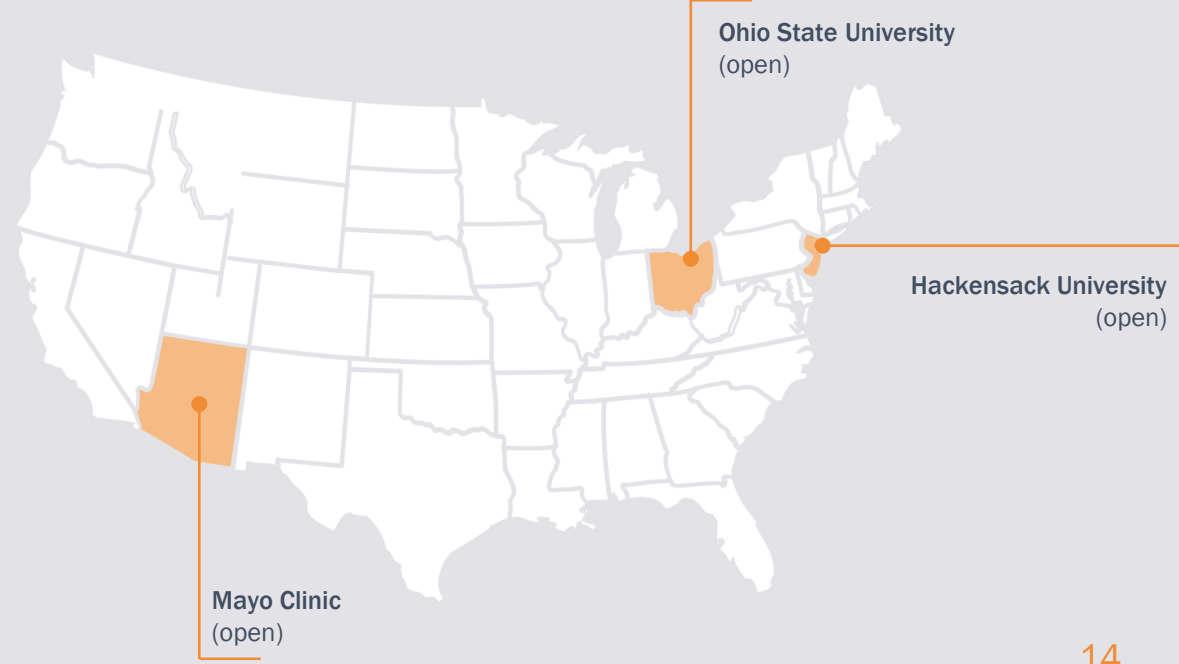 Ohio State University
(open)
Hackensack University
(open)
Mayo Clinic
(open)
14